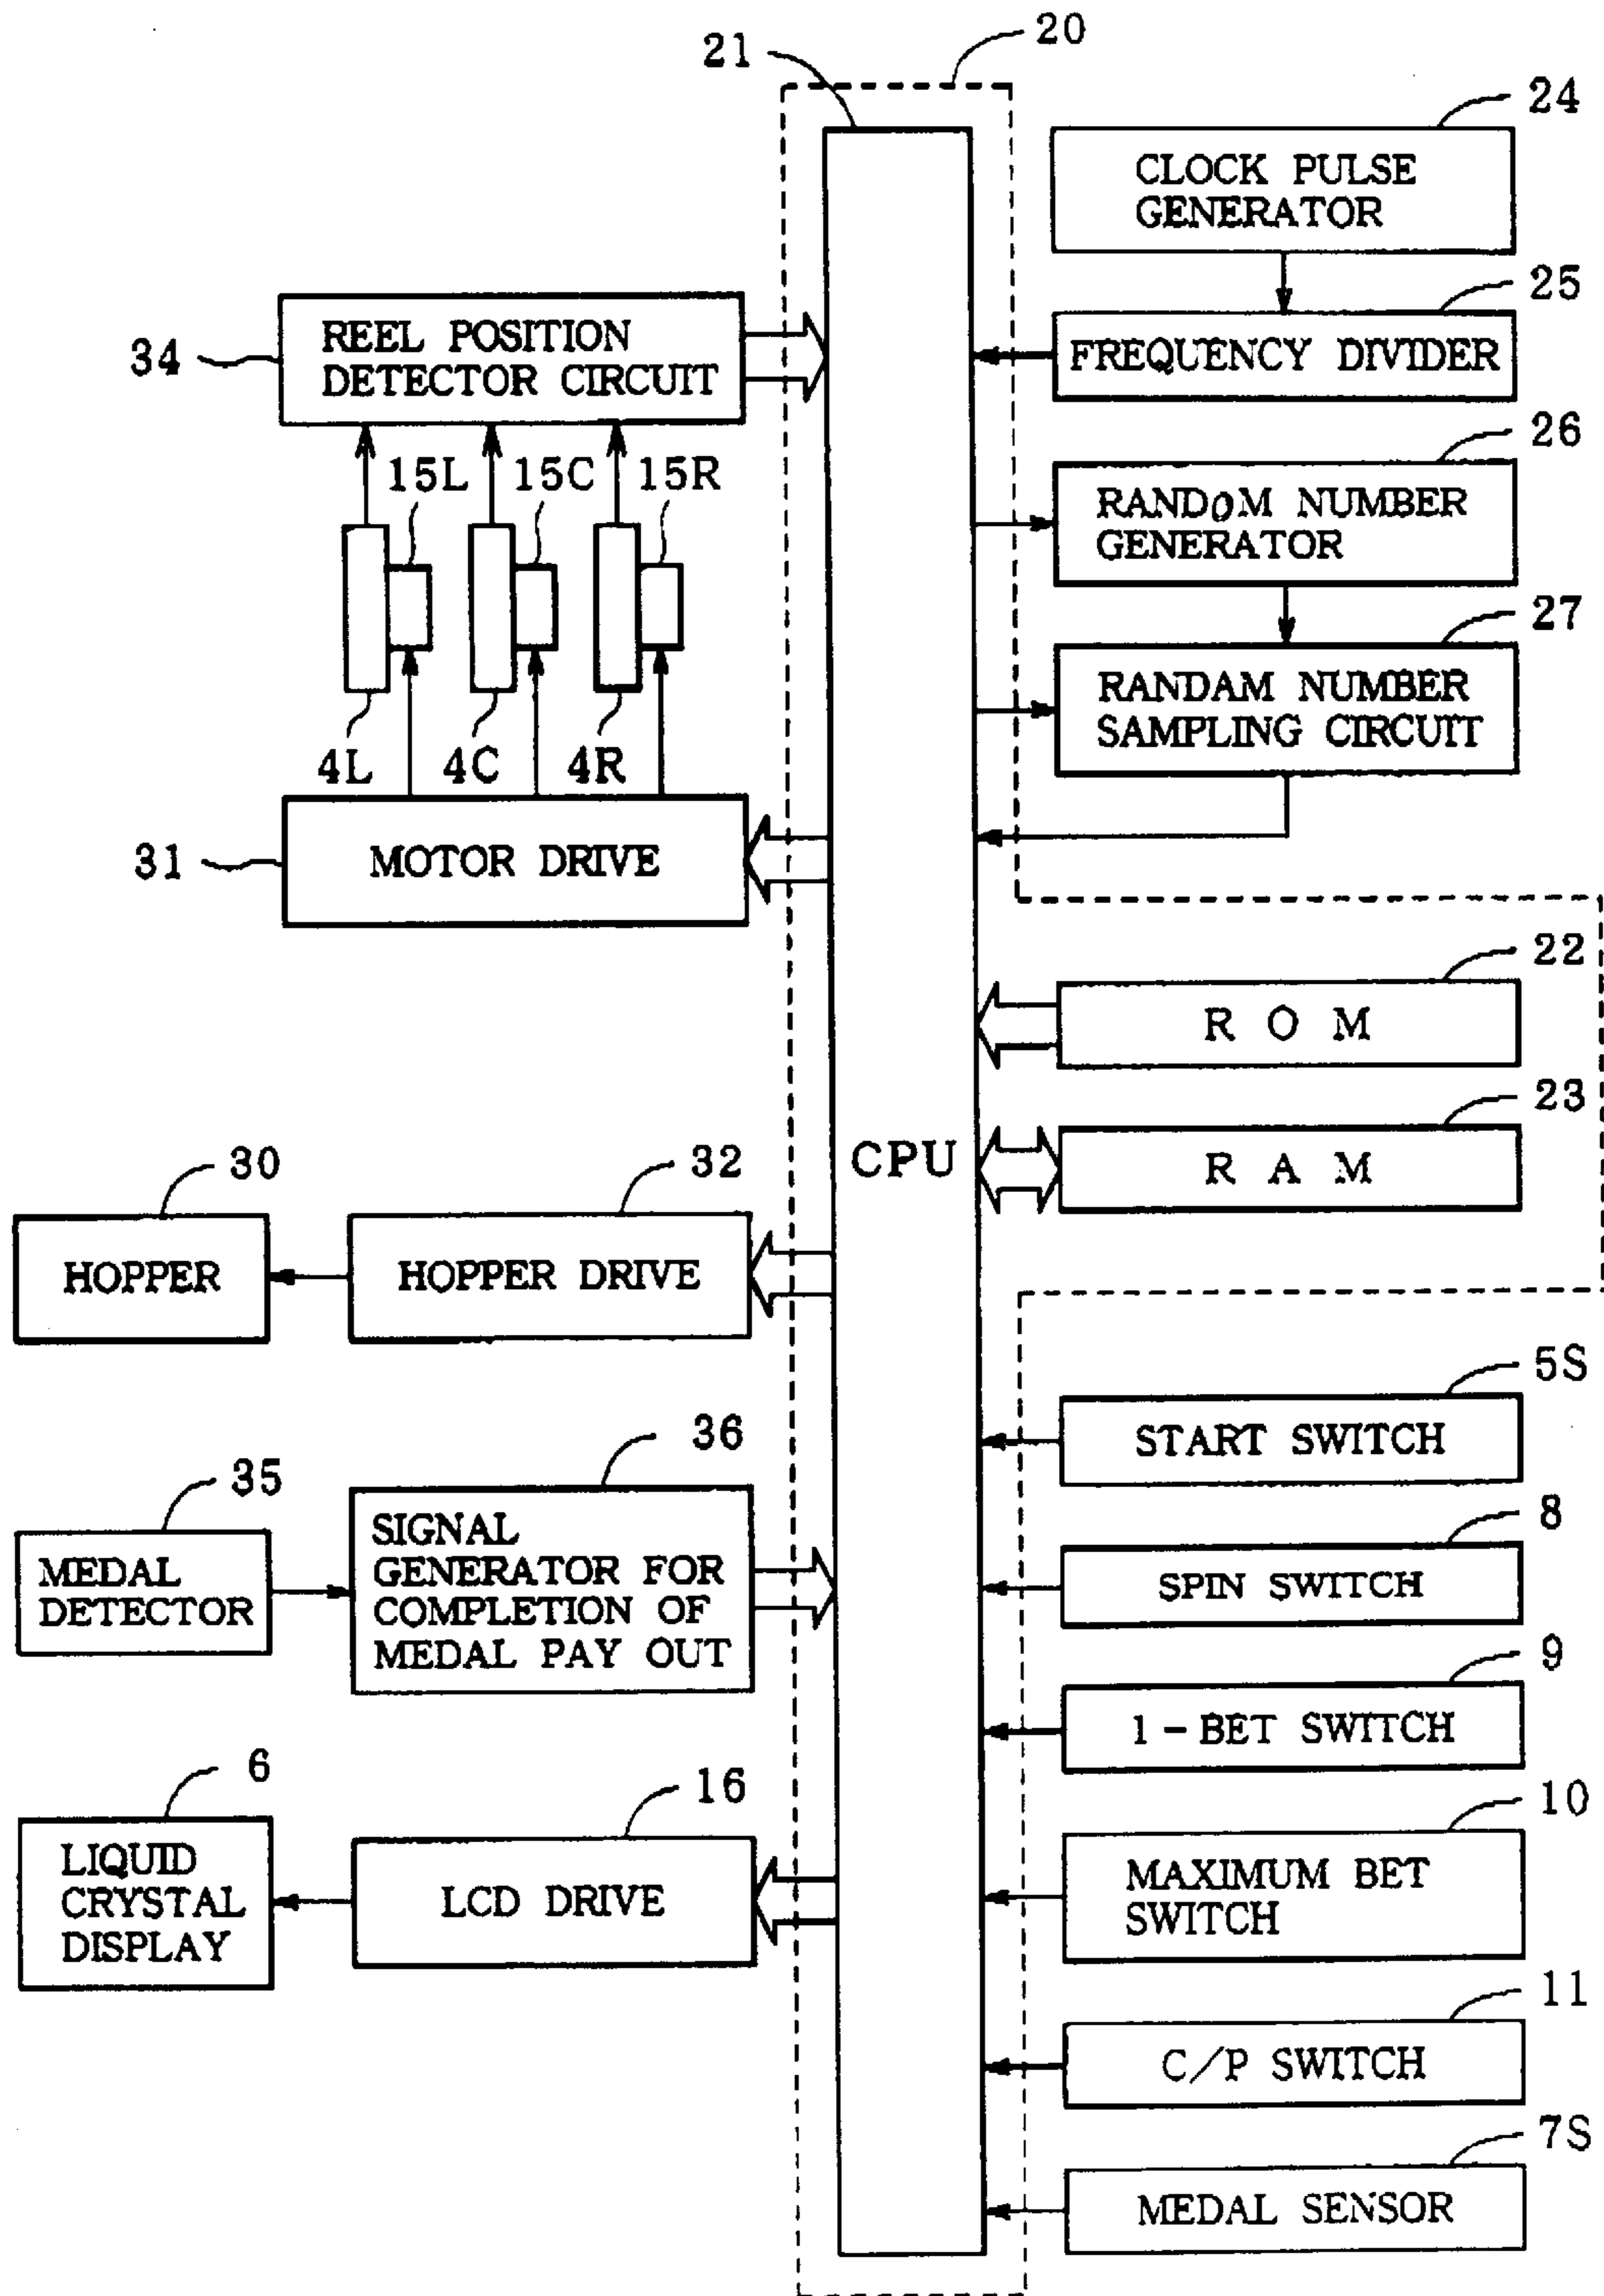 20
21
24
CLOCK PULSE
GENERATOR
25
FREQUENCY DIVIDER
34
REEL POSITION
DETECTOR CIRCUIT
26
RANDOM NUMBER
GENERATOR
15L
15C
15R
27
RANDAM NUMBER
SAMPLING CIRCUIT
4L
4C
4R
31
MOTOR DRIVE
22
R O M
23
R A M
CPU
30
HOPPER
32
HOPPER DRIVE
5S
START SWITCH
35
MEDAL
DETECTOR
36
SIGNAL
GENERATOR FOR
COMPLETION OF
MEDAL PAY OUT
8
SPIN SWITCH
9
1-BET SWITCH
6
LIQUID
CRYSTAL
DISPLAY
16
LCD DRIVE
10
MAXIMUM BET
SWITCH
11
C/P SWITCH
7S
MEDAL SENSOR